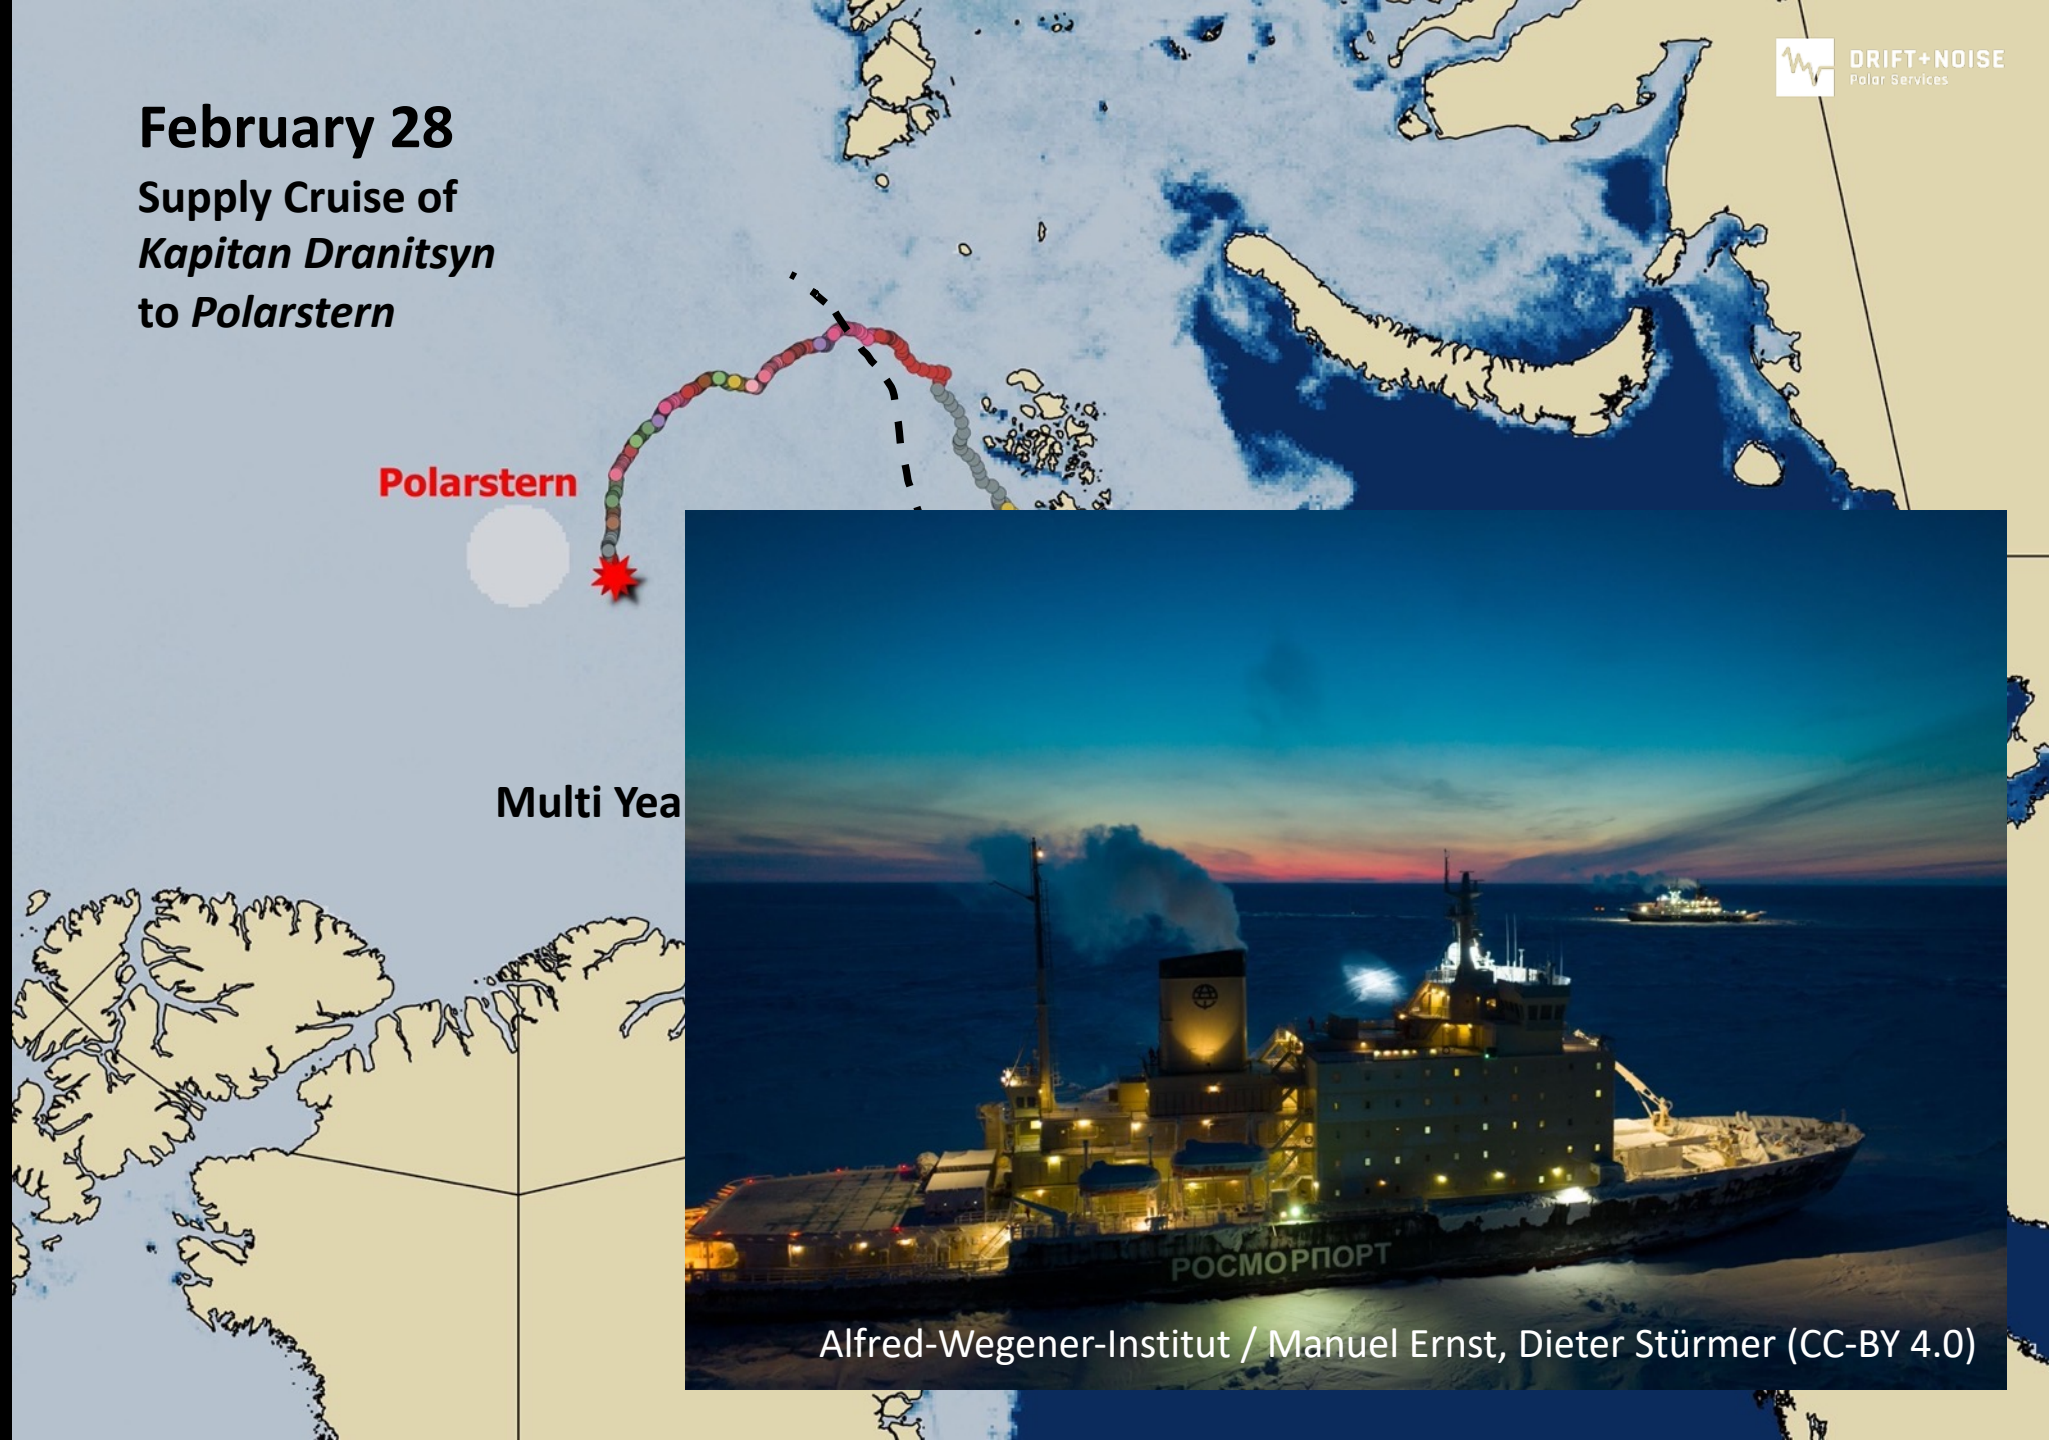 DRIFT+NOISE
Polar Services
February 28
Supply Cruise of
Kapitan Dranitsyn
to Polarstern
Polarstern
Multi Yea
РОСМОРПОРТ
Alfred-Wegener-Institut / Manuel Ernst, Dieter Stürmer (CC-BY 4.0)